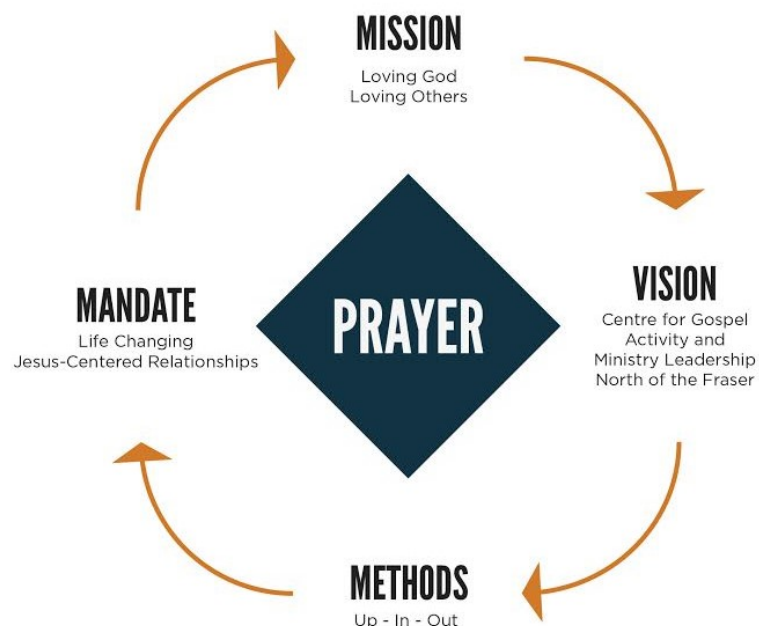 MISSION
Loving God
Loving Others
VISION
Centre for Gospel
Activity and
Ministry Leadership
North of the Fraser
METHODS
Up - In - Out
MANDATE
Life Changing
Jesus-Centered Relationships
PRAYER